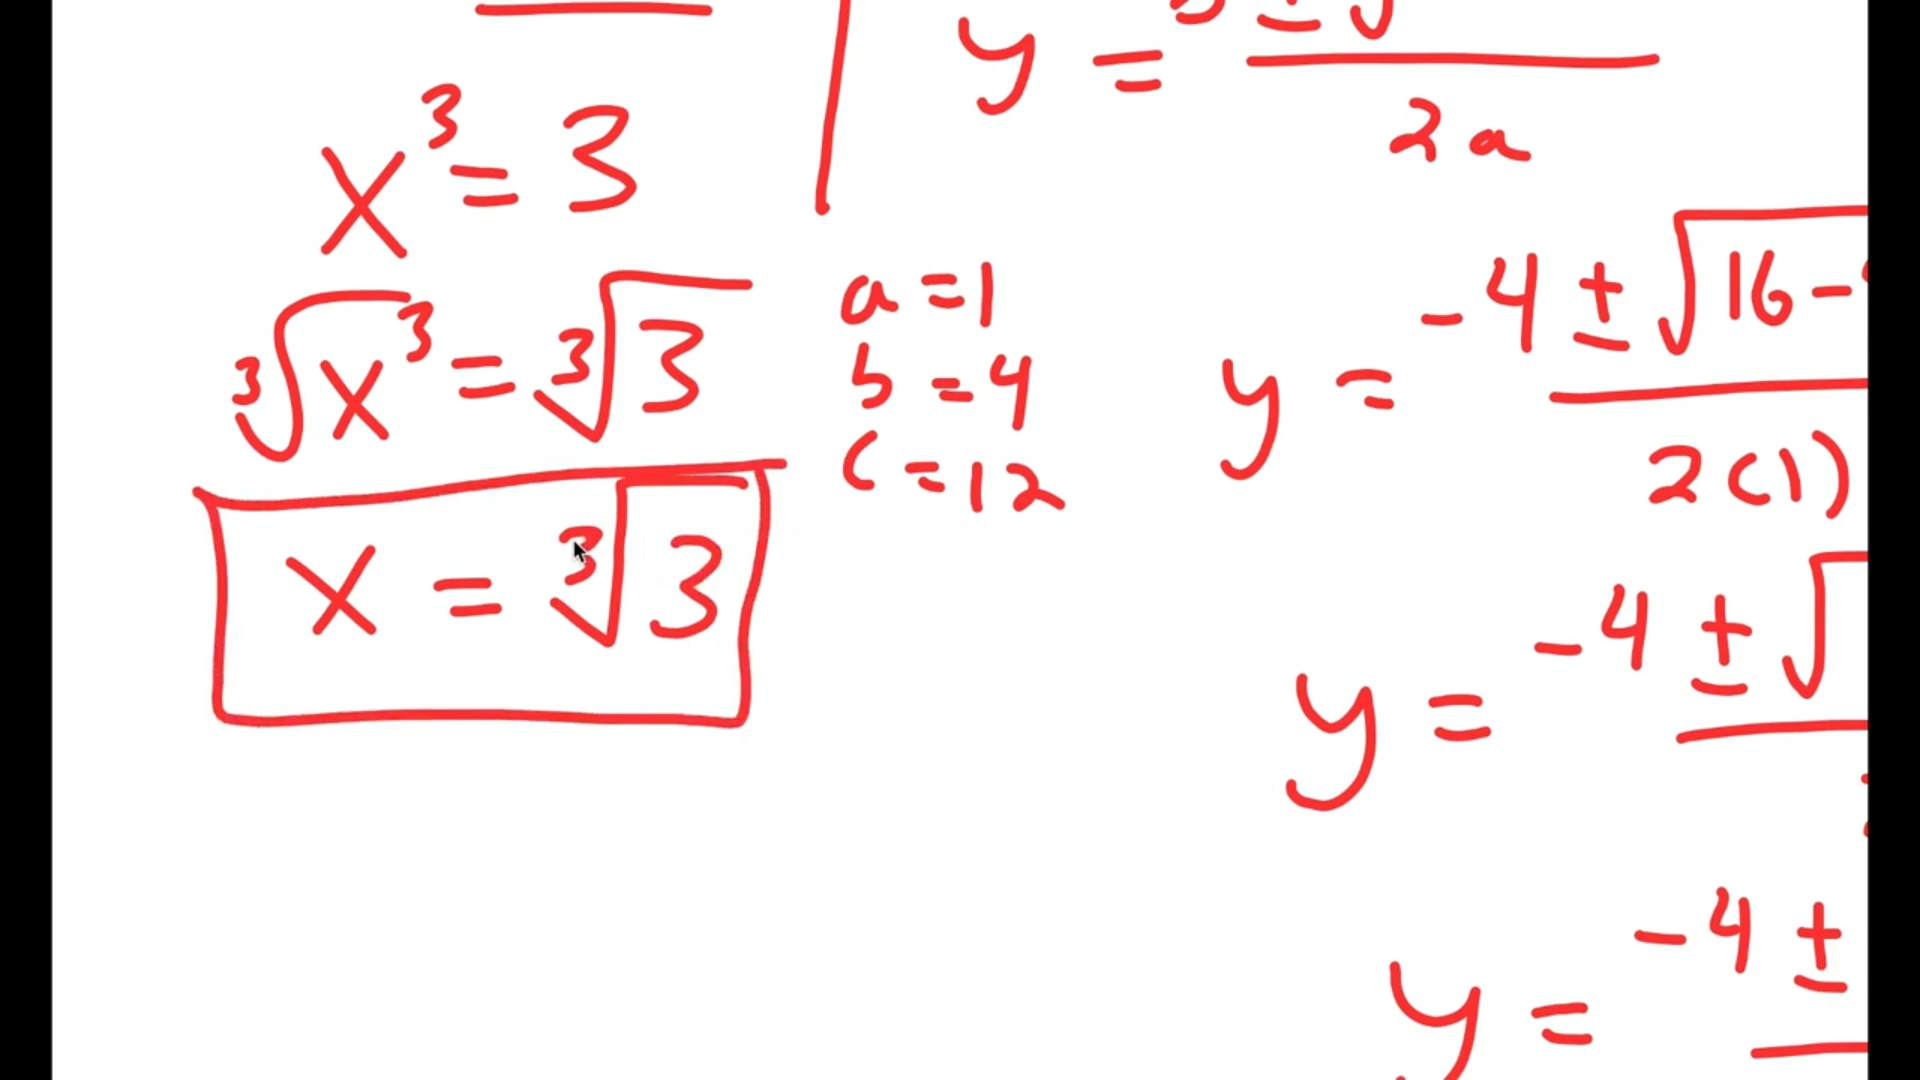 x³ = 3
∛x³ = ∛3
x = ∛3
a = 1
b = 4
c = 12
y = b ± √
2a
y = -4 ± √16 -
2(1)
y = -4 ± √
y = -4 ±